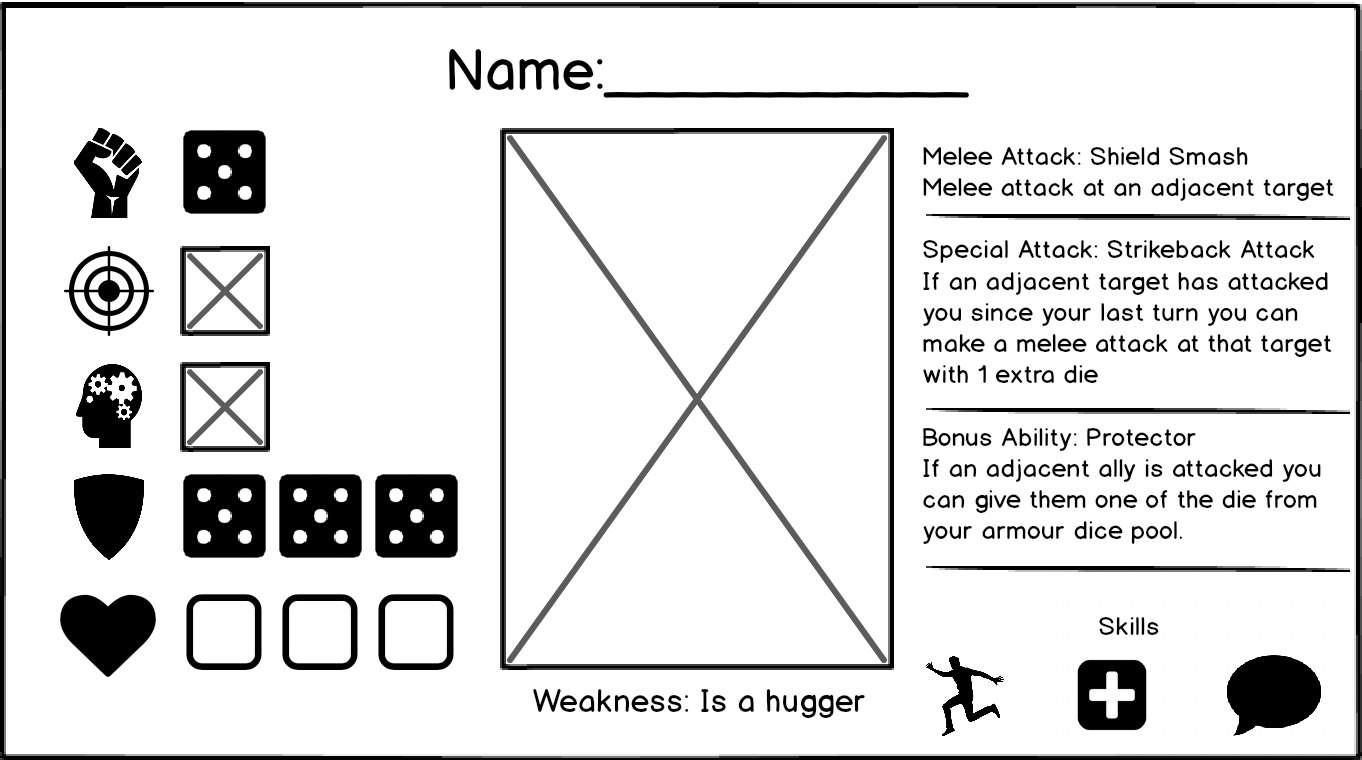 Name:
Melee Attack: Shield Smash
Melee attack at an adjacent target
Special Attack: Strikeback Attack
If an adjacent target has attacked
you since your last turn you can
make a melee attack at that target
with 1 extra die
Bonus Ability: Protector
If an adjacent ally is attacked you
can give them one of the die from
your armour dice pool.
Skills
Weakness: Is a hugger